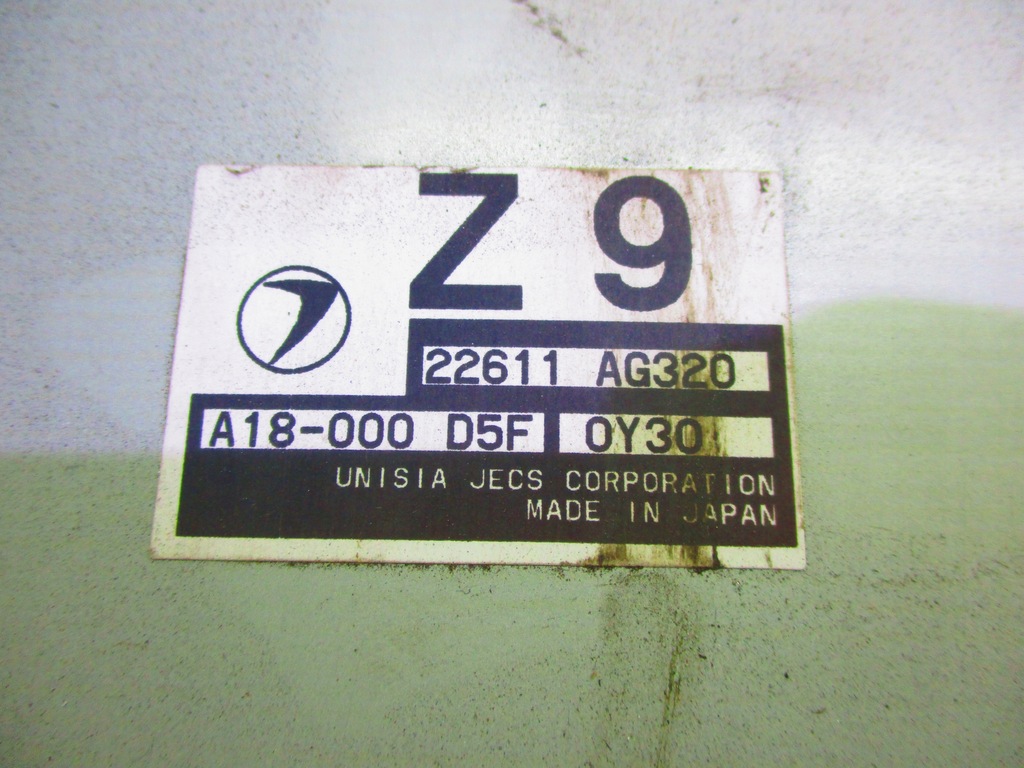 Z 9
22611 AG320
A18-000 D5F 0Y30
UNISIA JECS CORPORATION
MADE IN JAPAN